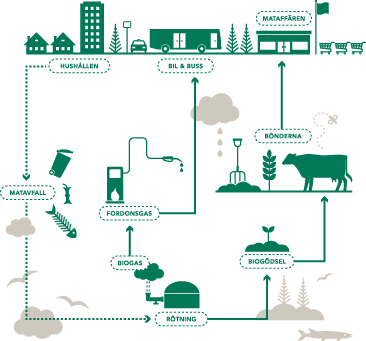 MATAFFÄREN
HUSHÅLLEN
BIL & BUSS
BÖNDERNA
MATAVFALL
FORDONSGAS
BIOGAS
BIOGÖDSEL
RÖTNING